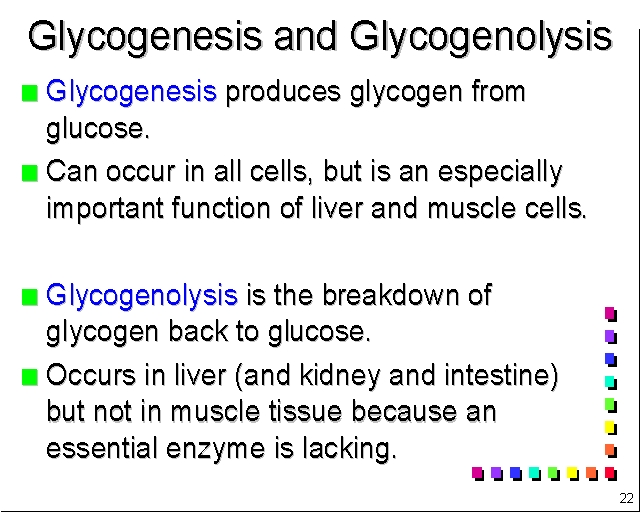 Glycogenesis and Glycogenolysis
Glycogenesis produces glycogen from
glucose.
Can occur in all cells, but is an especially
important function of liver and muscle cells.
Glycogenolysis is the breakdown of
glycogen back to glucose.
Occurs in liver (and kidney and intestine)
but not in muscle tissue because an
essential enzyme is lacking.
22